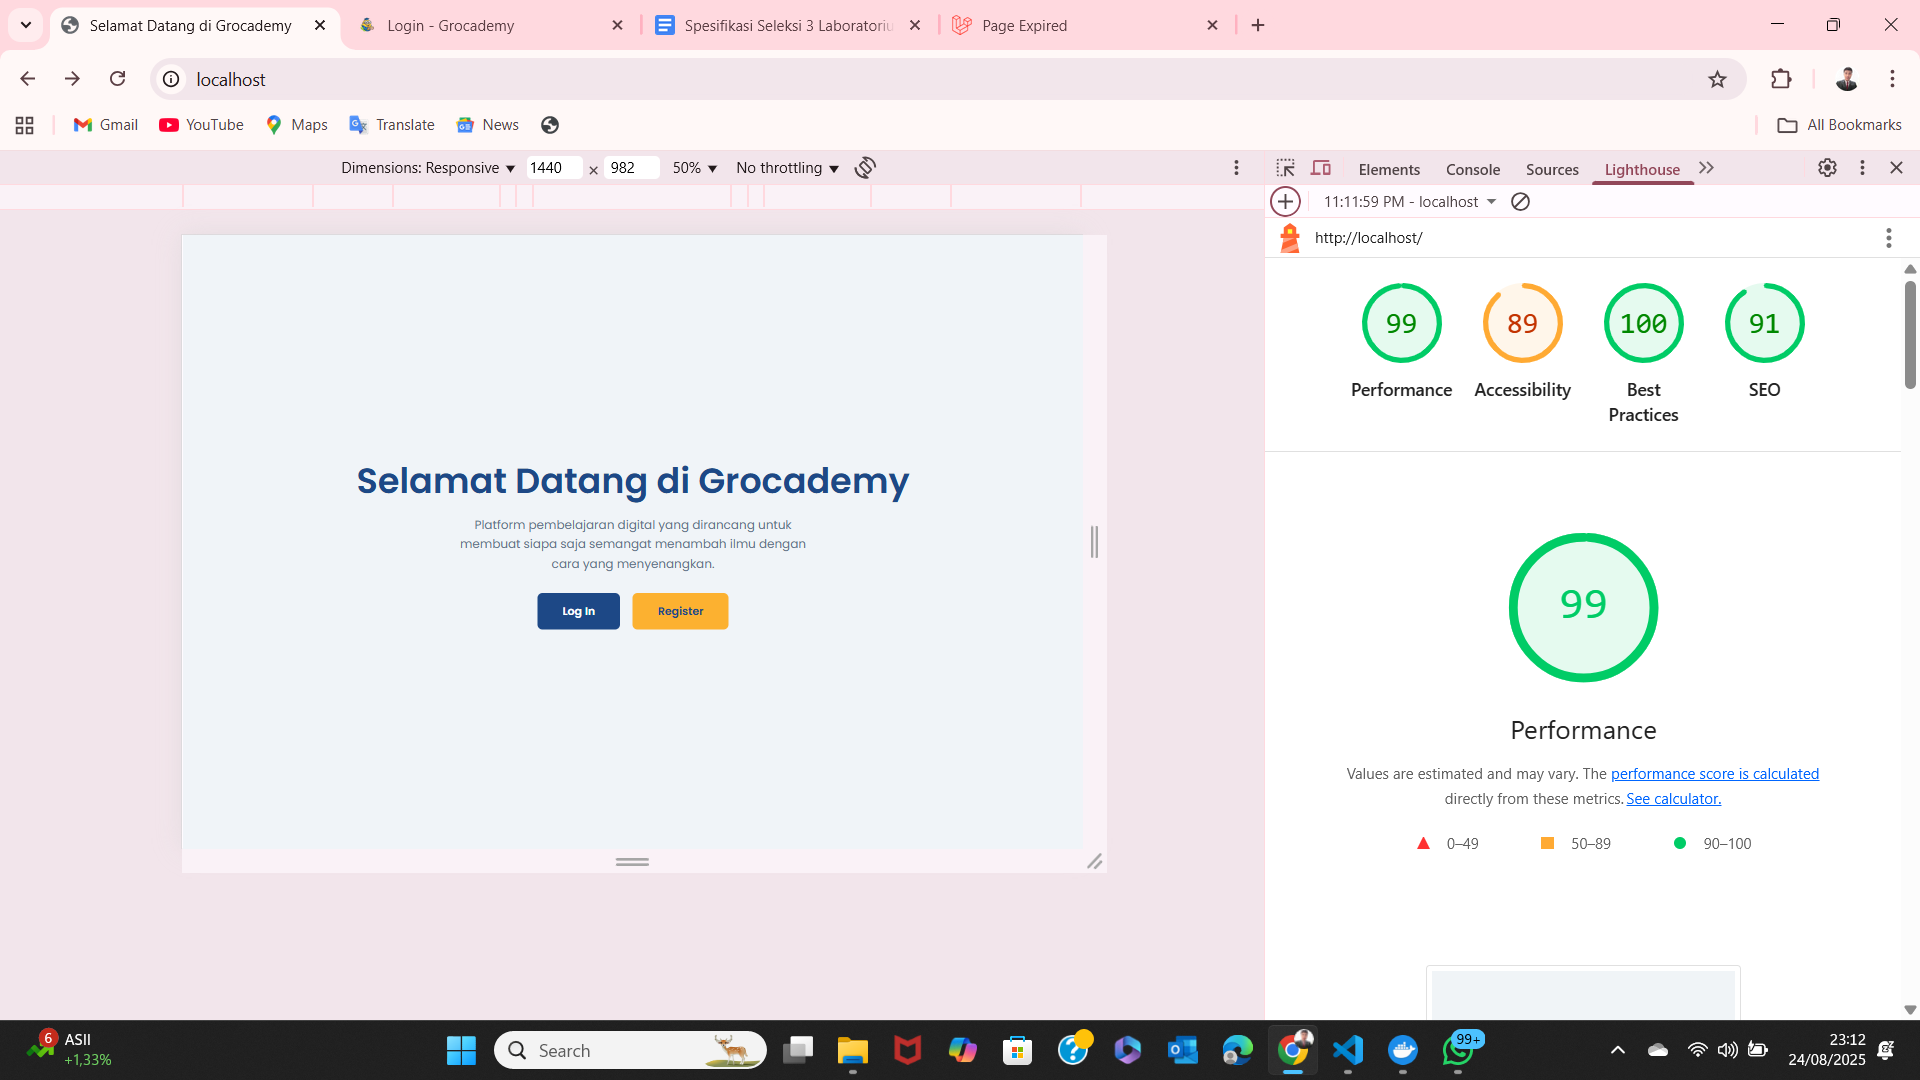 Selamat Datang di Grocademy
Login - Grocademy
Spesifikasi Seleksi 3 Laboratoriu
Page Expired
localhost
Gmail
YouTube
Maps
Translate
News
All Bookmarks
Dimensions: Responsive
1440 × 982
50%
No throttling
Elements
Console
Sources
Lighthouse
11:11:59 PM - localhost
http://localhost/
99
89
100
91
Performance
Accessibility
Best
Practices
SEO
Selamat Datang di Grocademy
Platform pembelajaran digital yang dirancang untuk
membuat siapa saja semangat menambah ilmu dengan
cara yang menyenangkan.
Log In
Register
99
Performance
Values are estimated and may vary. The performance score is calculated
directly from these metrics. See calculator.
0–49
50–89
90–100
6
ASII
+1,33%
Search
99+
23:12
24/08/2025